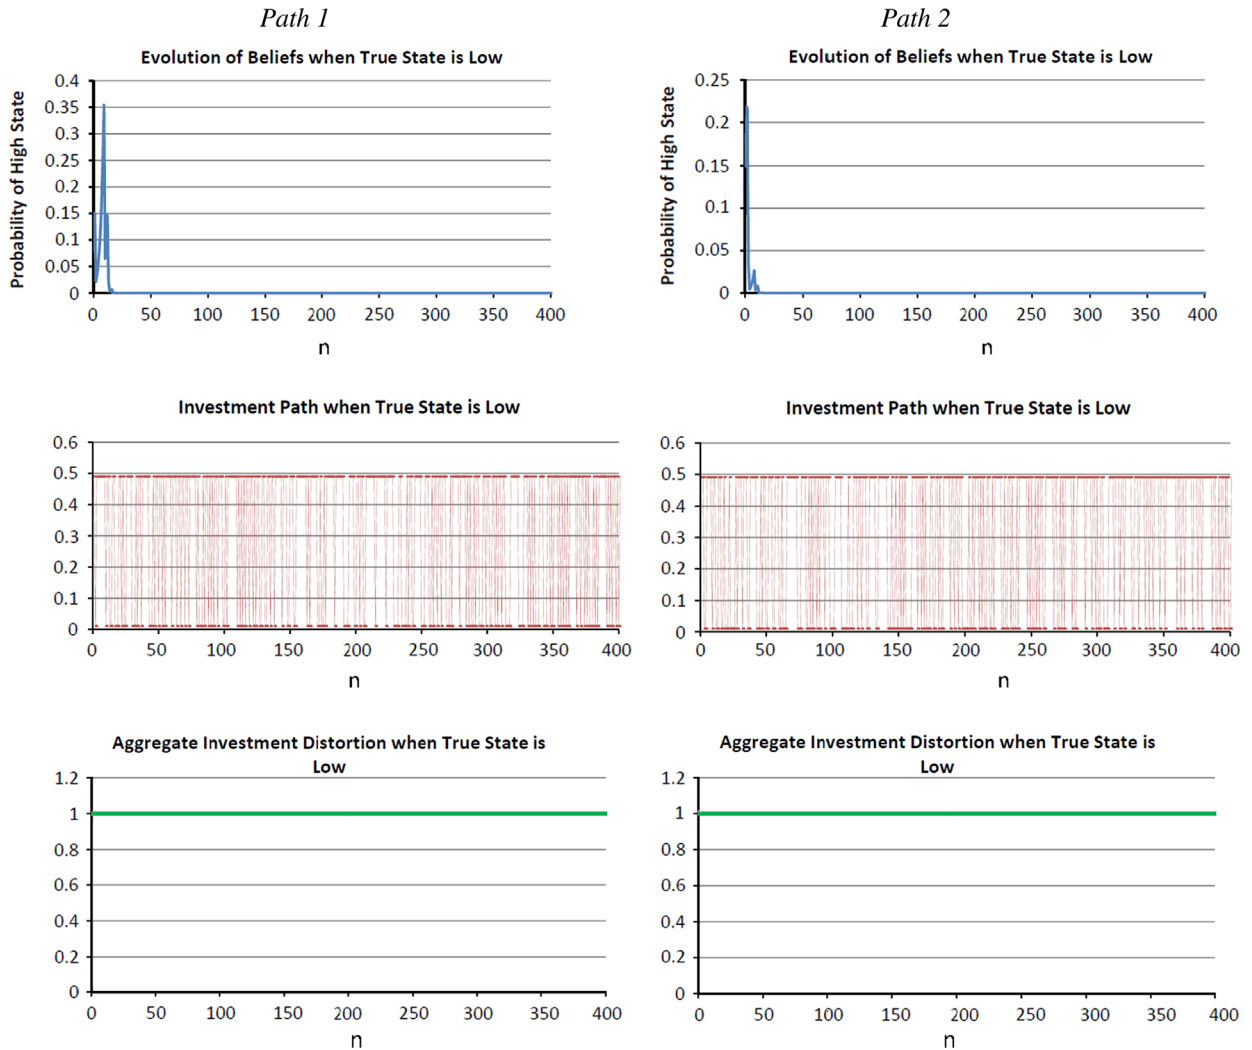 Path 1
Path 2
Evolution of Beliefs when True State is Low
Probability of High State
0.4
0.35
0.3
0.25
0.2
0.15
0.1
0.05
0
0 50 100 150 200 250 300 350 400
n
Evolution of Beliefs when True State is Low
Probability of High State
0.25
0.2
0.15
0.1
0.05
0
0 50 100 150 200 250 300 350 400
n
Investment Path when True State is Low
0.6
0.5
0.4
0.3
0.2
0.1
0
0 50 100 150 200 250 300 350 400
n
Investment Path when True State is Low
0.6
0.5
0.4
0.3
0.2
0.1
0
0 50 100 150 200 250 300 350 400
n
Aggregate Investment Distortion when True State is
Low
1.2
1
0.8
0.6
0.4
0.2
0
0 50 100 150 200 250 300 350 400
n
Aggregate Investment Distortion when True State is
Low
1.2
1
0.8
0.6
0.4
0.2
0
0 50 100 150 200 250 300 350 400
n